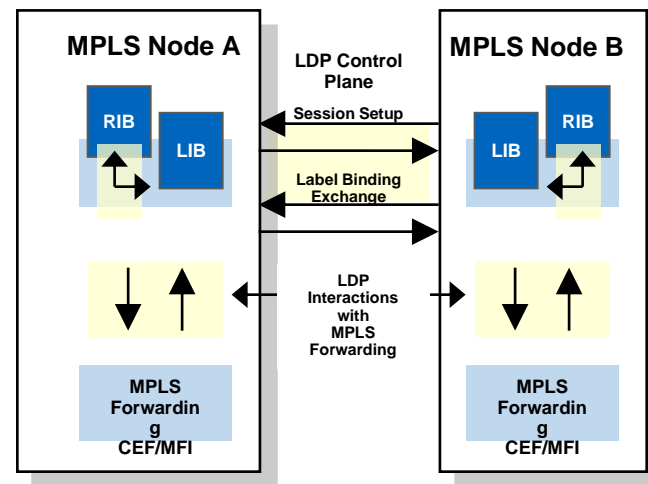 MPLS Node A
LDP Control
Plane
MPLS Node B
Session Setup
RIB
LIB
RIB
LIB
Label Binding
Exchange
LDP
Interactions
with
MPLS
Forwarding
MPLS
Forwardin
g
CEF/MFI
MPLS
Forwardin
g
CEF/MFI